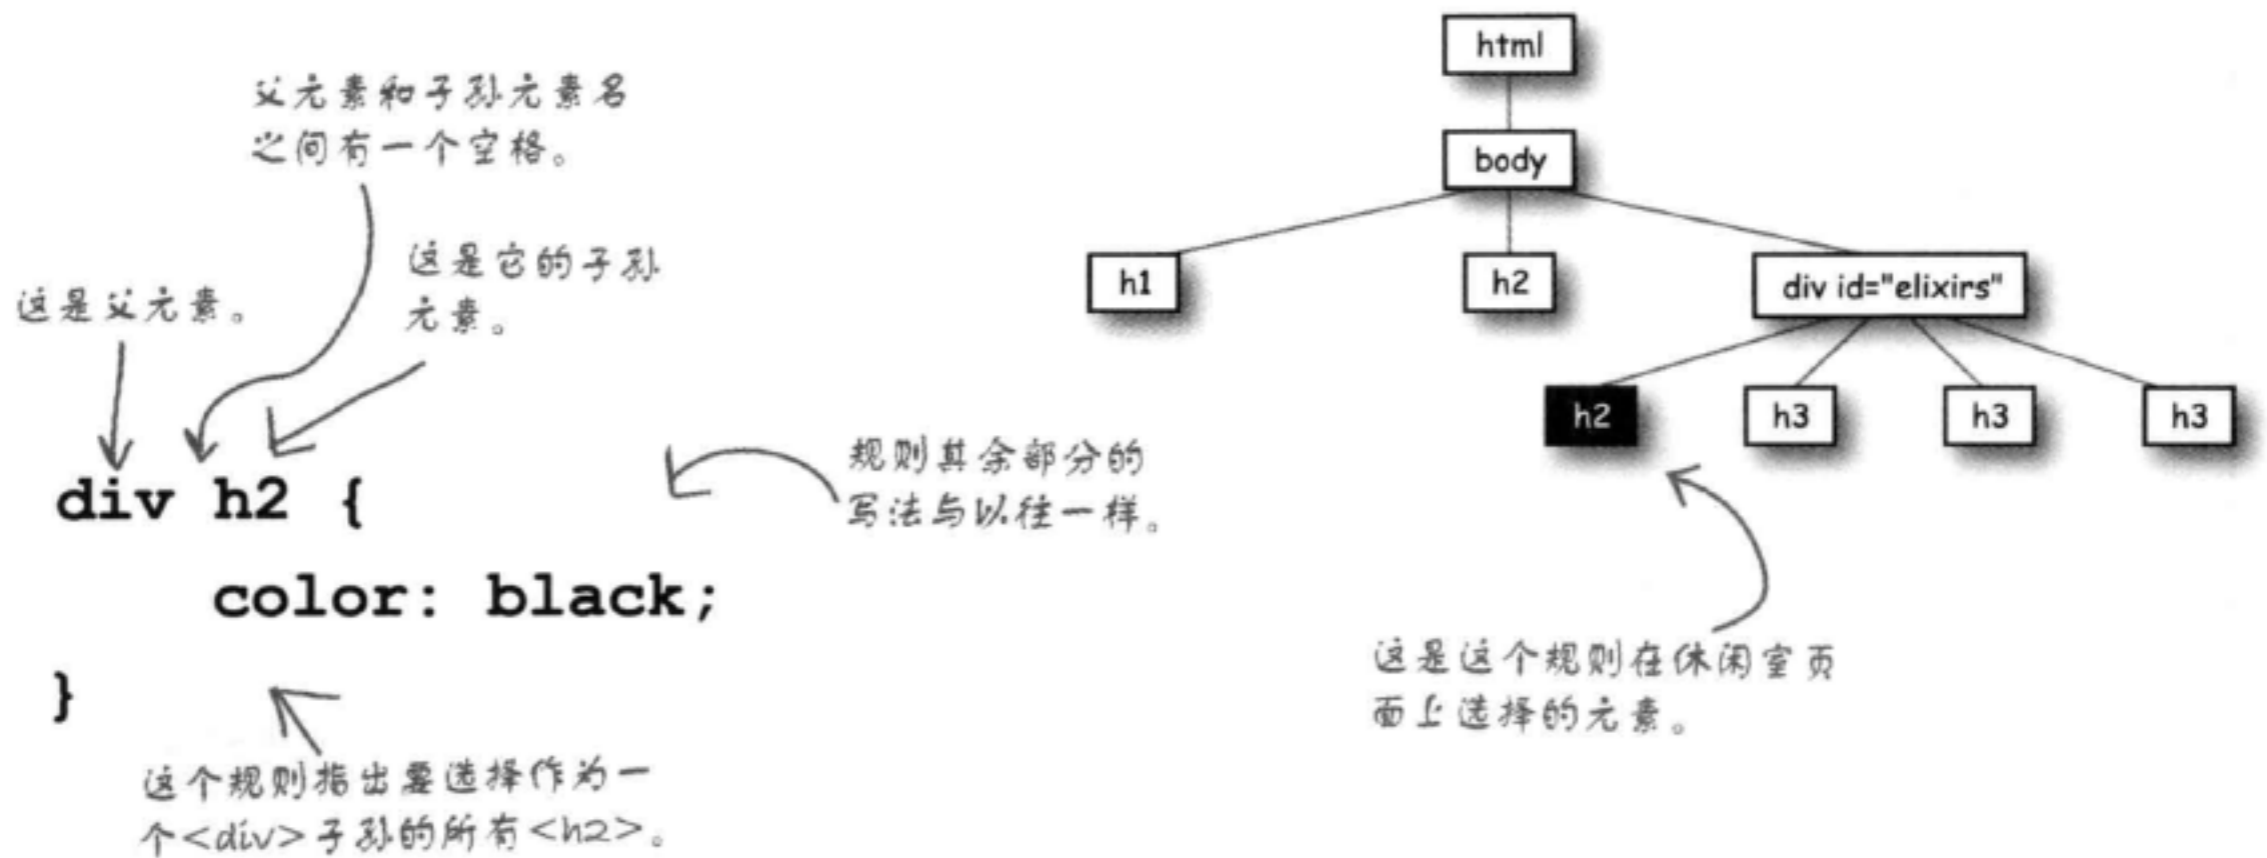 父元素和子孙元素名
之间有一个空格。
这是它的子孙
元素。
这是父元素。
div h2 {
color: black;
}
规则其余部分的
写法与以往一样。
这个规则指出要选择作为一
个<div>子孙的所有<h2>。
html
body
h1
h2
div id="elixirs"
h2
h3
h3
h3
这是这个规则在休闲室页
面上选择的元素。